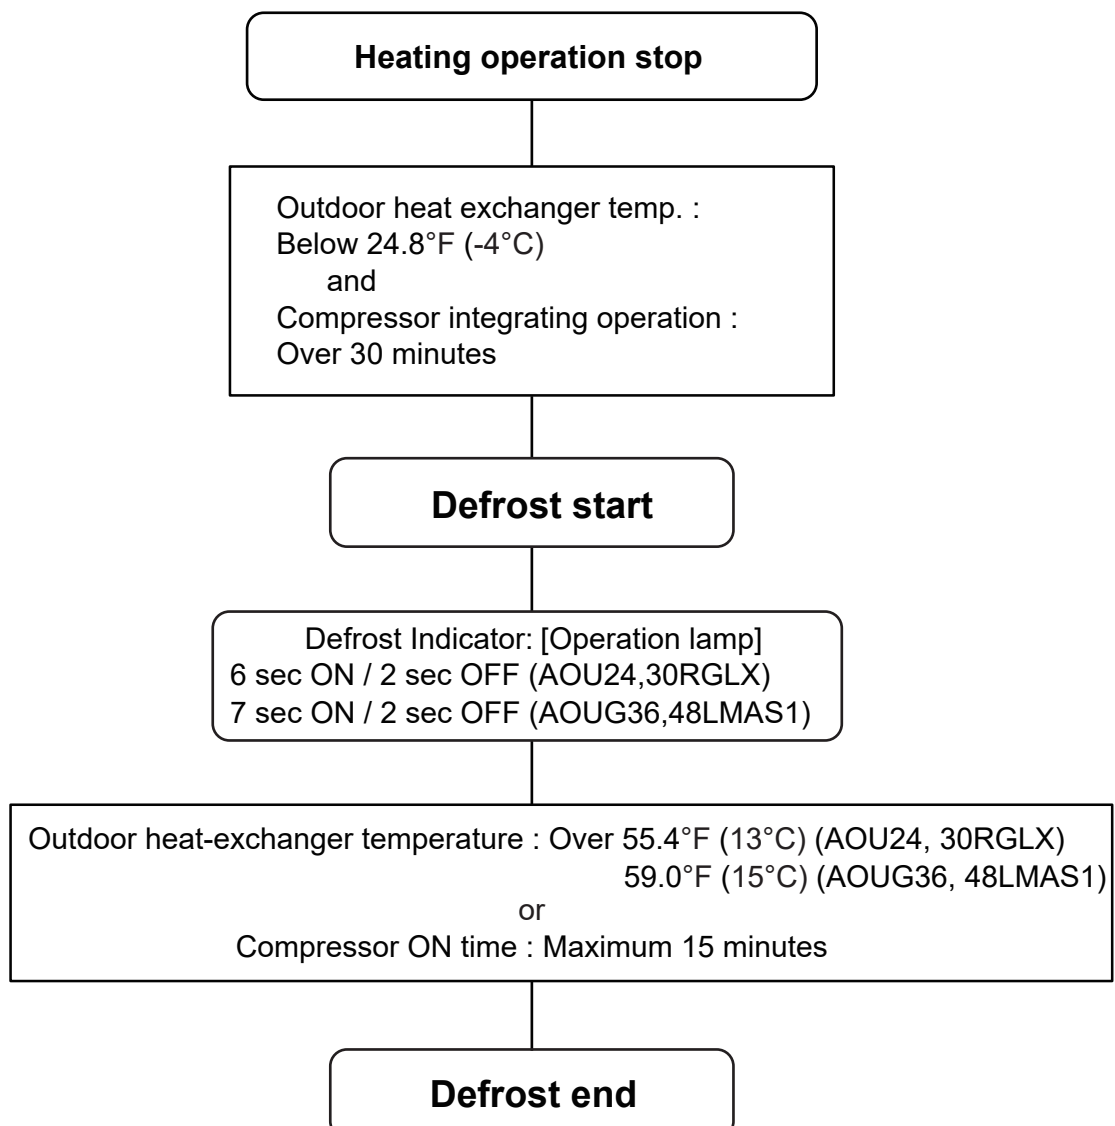 Heating operation stop
Outdoor heat exchanger temp. :
Below 24.8°F (-4°C)
and
Compressor integrating operation :
Over 30 minutes
Defrost start
Defrost Indicator: [Operation lamp]
6 sec ON / 2 sec OFF (AOU24,30RGLX)
7 sec ON / 2 sec OFF (AOUG36,48LMAS1)
Outdoor heat-exchanger temperature : Over 55.4°F (13°C) (AOU24, 30RGLX)
59.0°F (15°C) (AOUG36, 48LMAS1)
or
Compressor ON time : Maximum 15 minutes
Defrost end